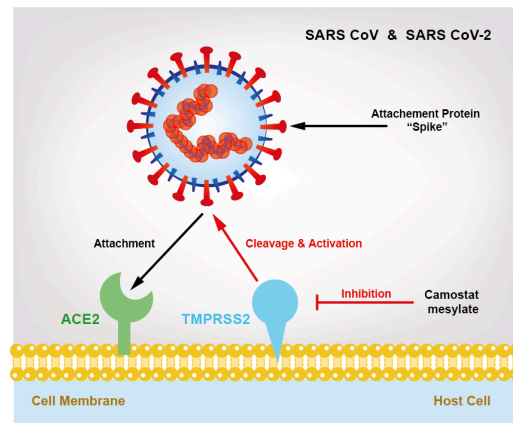 SARS CoV & SARS CoV-2
Attachement Protein
“Spike”
Attachment
Cleavage & Activation
ACE2
TMPRSS2
Inhibition
Camostat
mesylate
Cell Membrane
Host Cell